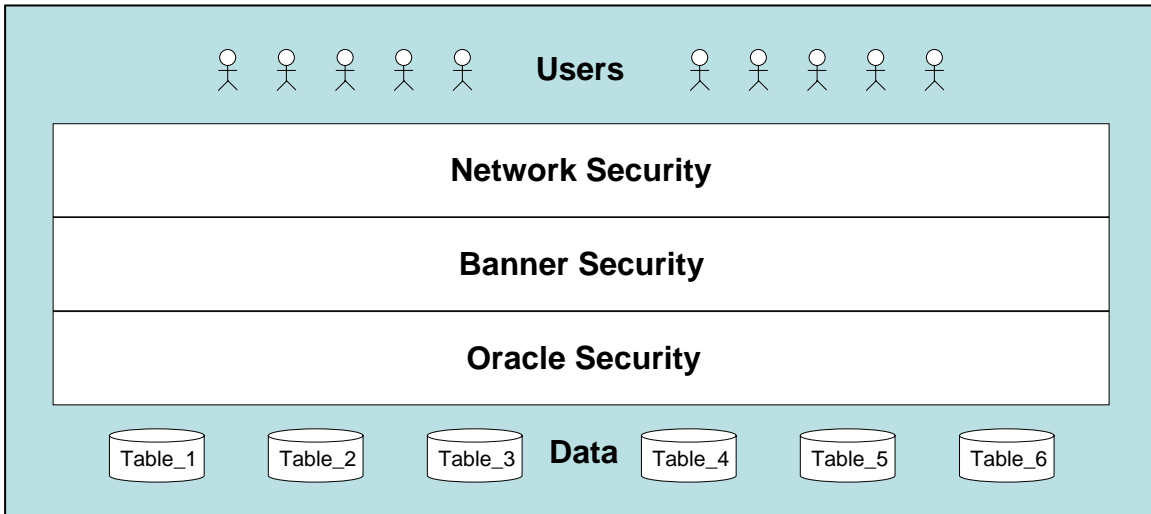 Users
Network Security
Banner Security
Oracle Security
Table_1 Table_2 Table_3 Data Table_4 Table_5 Table_6